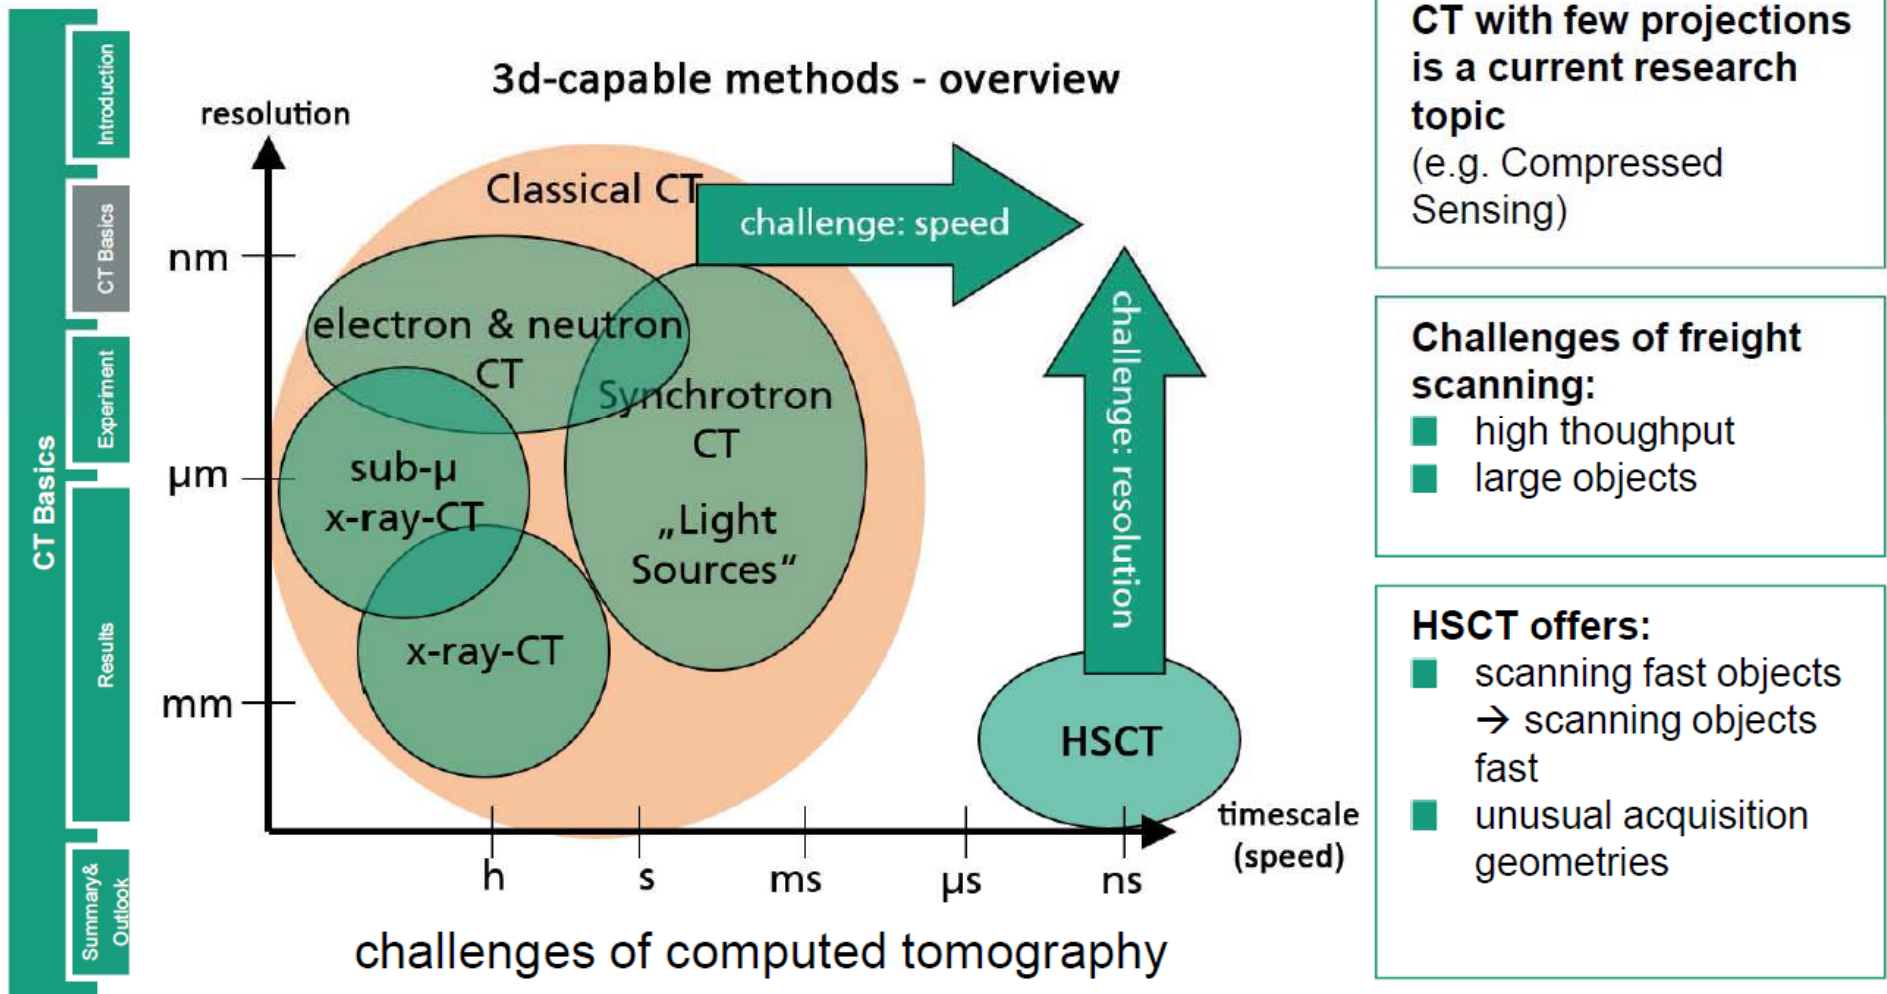 CT Basics
Introduction
CT Basics
Experiment
Results
Summary&
Outlook
3d-capable methods - overview
resolution
nm
µm
mm
Classical CT
challenge: speed
electron & neutron
CT
Synchrotron
CT
„Light
Sources“
sub-µ
x-ray-CT
x-ray-CT
challenge: resolution
HSCT
timescale
(speed)
h
s
ms
µs
ns
challenges of computed tomography
CT with few projections
is a current research
topic
(e.g. Compressed
Sensing)
Challenges of freight
scanning:
high thoughput
large objects
HSCT offers:
scanning fast objects
→ scanning objects
fast
unusual acquisition
geometries